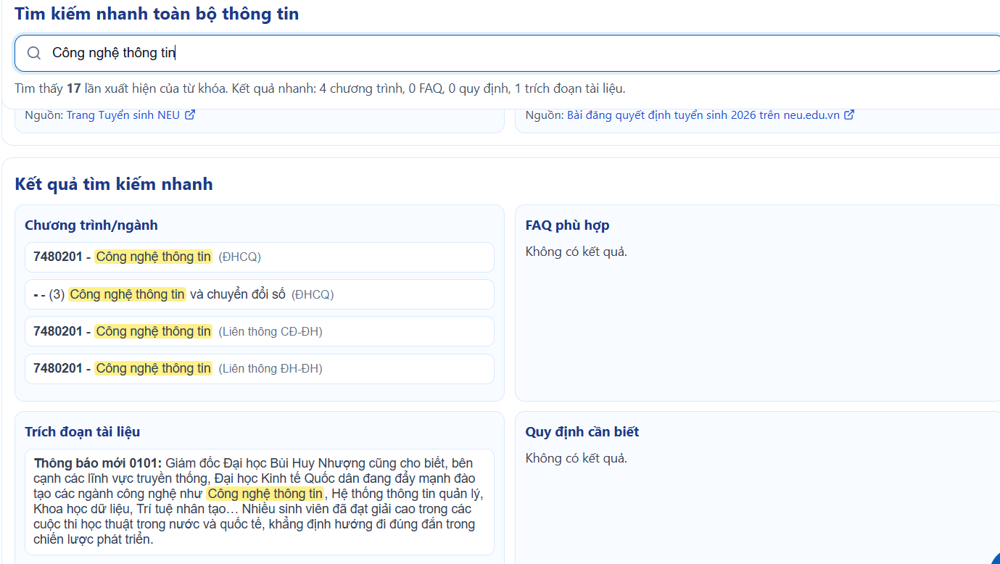 Tìm kiếm nhanh toàn bộ thông tin
Công nghệ thông tin
Tìm thấy 17 lần xuất hiện của từ khóa. Kết quả nhanh: 4 chương trình, 0 FAQ, 0 quy định, 1 trích đoạn tài liệu.
Nguồn: Trang Tuyển sinh NEU
Nguồn: Bài đăng quyết định tuyển sinh 2026 trên neu.edu.vn
Kết quả tìm kiếm nhanh
Chương trình/ngành
7480201 - Công nghệ thông tin (ĐHCQ)
- - (3) Công nghệ thông tin và chuyển đổi số (ĐHCQ)
7480201 - Công nghệ thông tin (Liên thông CĐ-ĐH)
7480201 - Công nghệ thông tin (Liên thông ĐH-ĐH)
FAQ phù hợp
Không có kết quả.
Trích đoạn tài liệu
Thông báo mới 0101: Giám đốc Đại học Bùi Huy Nhượng cũng cho biết, bên
cạnh các lĩnh vực truyền thống, Đại học Kinh tế Quốc dân đang đẩy mạnh đào
tạo các ngành công nghệ như Công nghệ thông tin, Hệ thống thông tin quản lý,
Khoa học dữ liệu, Trí tuệ nhân tạo… Nhiều sinh viên đã đạt giải cao trong các
cuộc thi học thuật trong nước và quốc tế, khẳng định hướng đi đúng đắn trong
chiến lược phát triển.
Quy định cần biết
Không có kết quả.